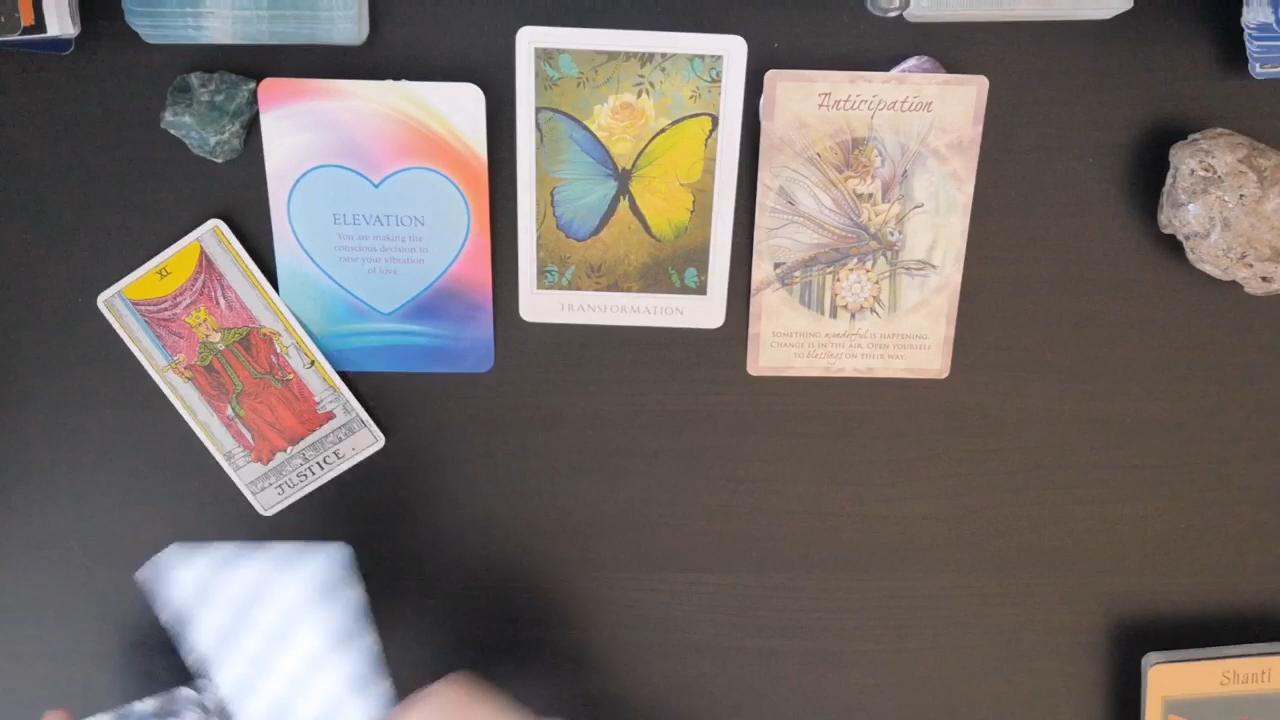 ELEVATION
You are making the
conscious decision to
raise your vibration
of love
TRANSFORMATION
Anticipation
SOMETHING wonderful IS HAPPENING.
CHANGE IS IN THE AIR. OPEN YOURSELF
TO blessings ON THEIR WAY.
XI
JUSTICE.
Shanti